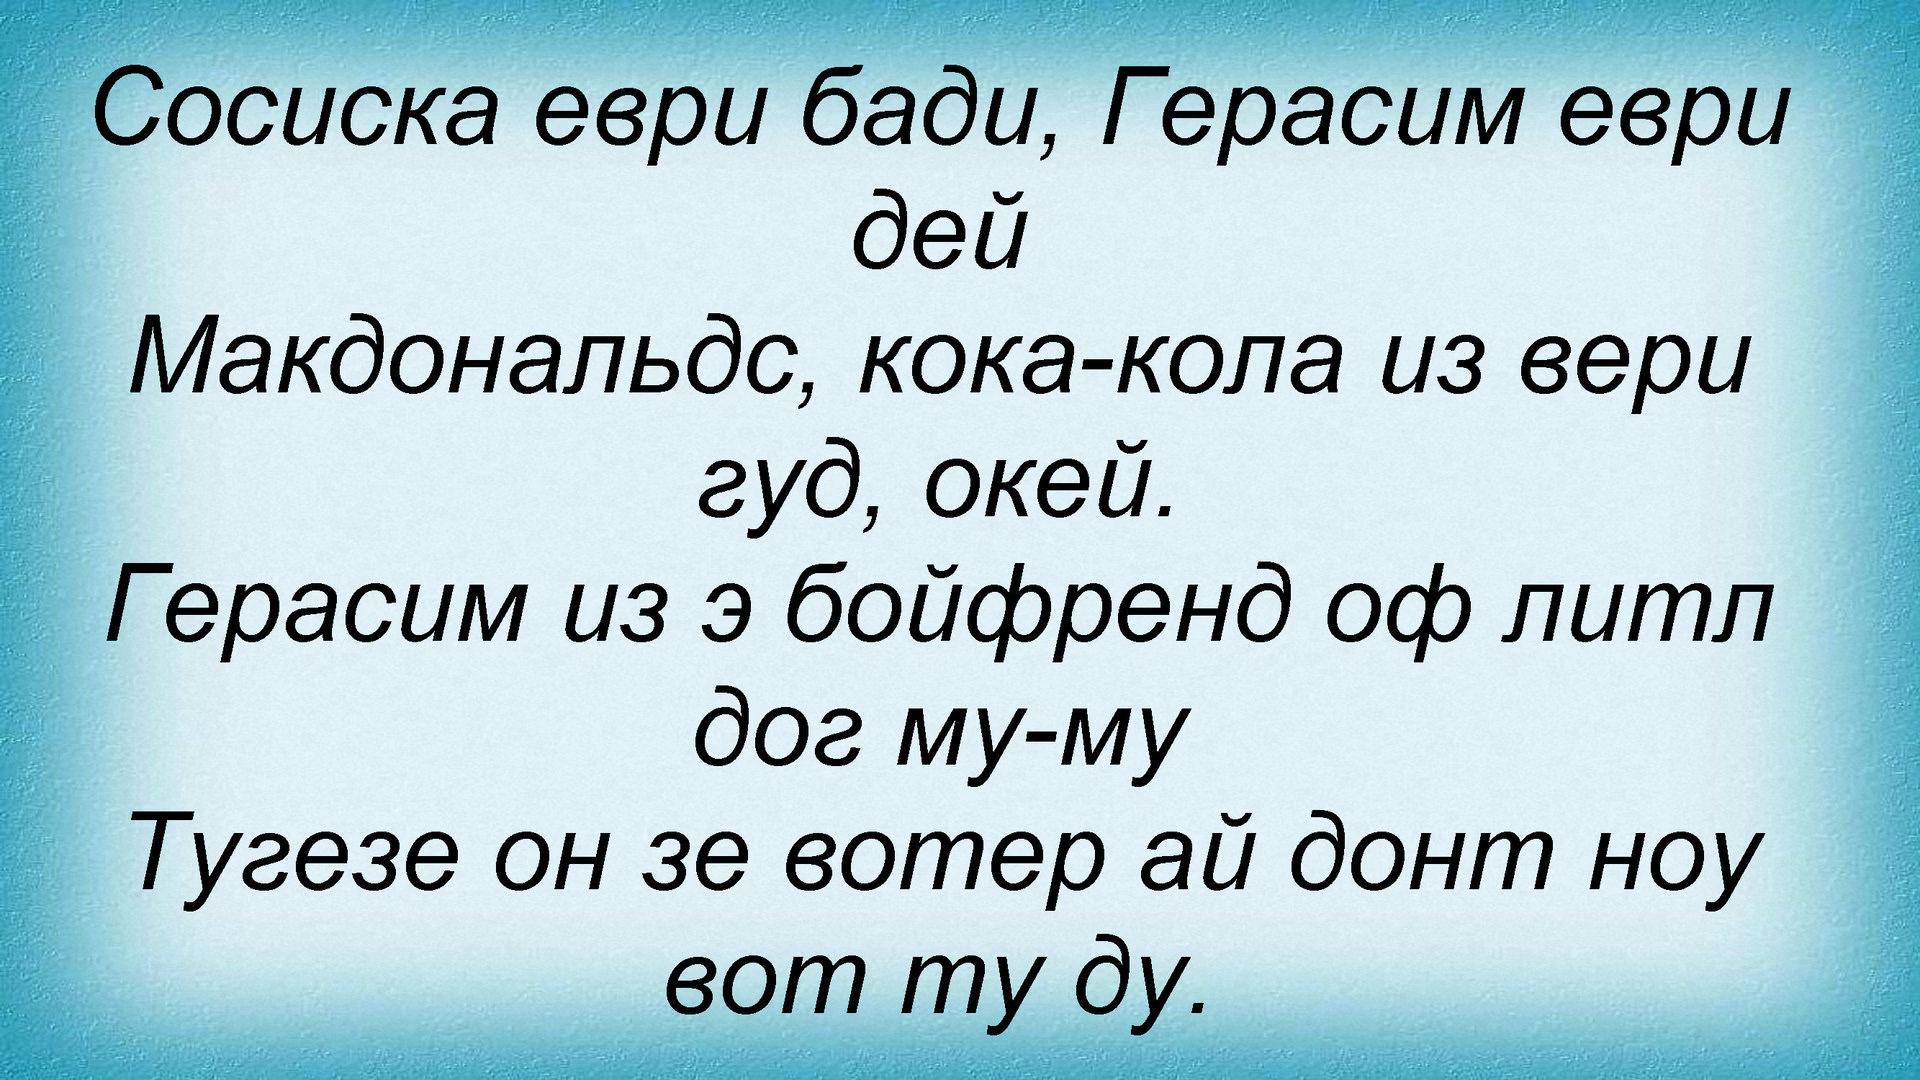 Сосиска еври бади, Герасим еври
дей
Макдональдс, кока-кола из вери
гуд, окей.
Герасим из э бойфренд оф литл
дог му-му
Тугезе он зе вотер ай донт ноу
вот ту ду.